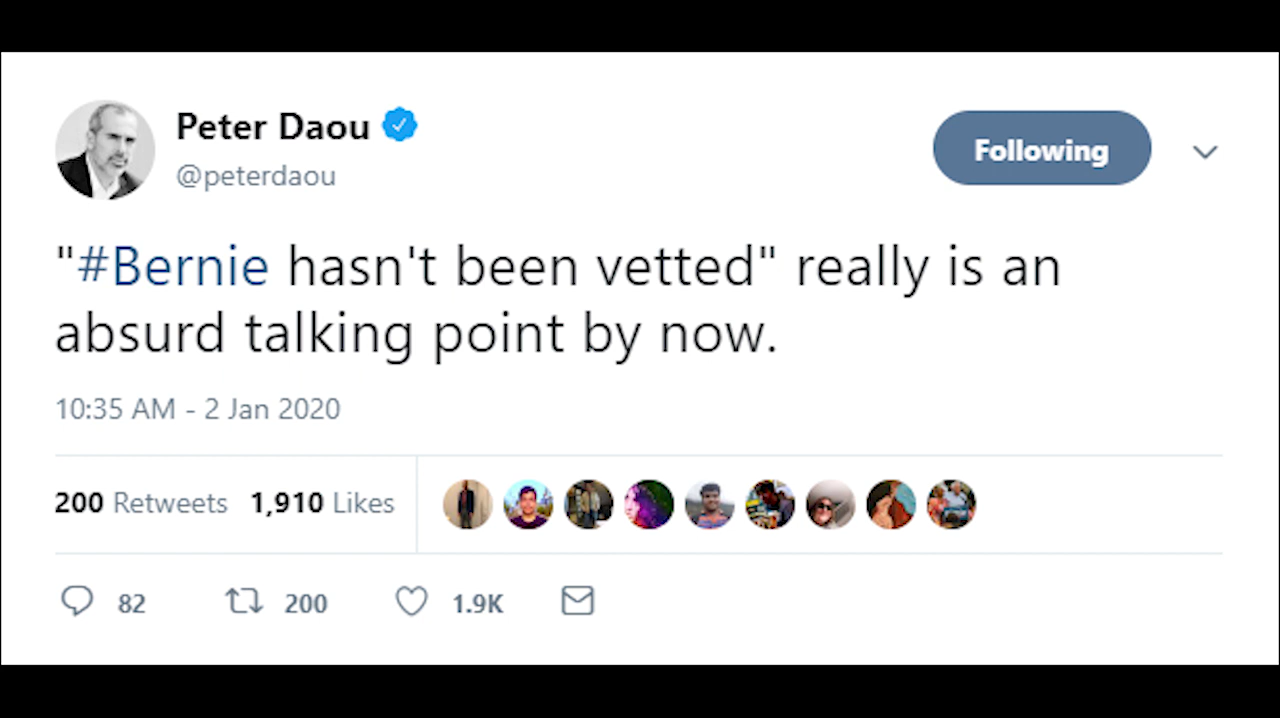 Peter Daou
@peterdaou
Following
"#Bernie hasn't been vetted" really is an
absurd talking point by now.
10:35 AM - 2 Jan 2020
200 Retweets 1,910 Likes
82 200 1.9K